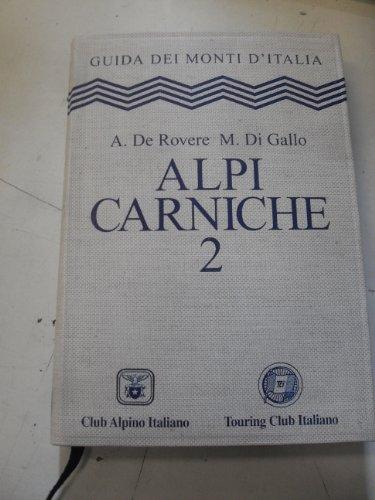 GUIDA DEI MONTI D'ITALIA
A. De Rovere M. Di Gallo
ALPI
CARNICHE
2
Club Alpino Italiano
Touring Club Italiano